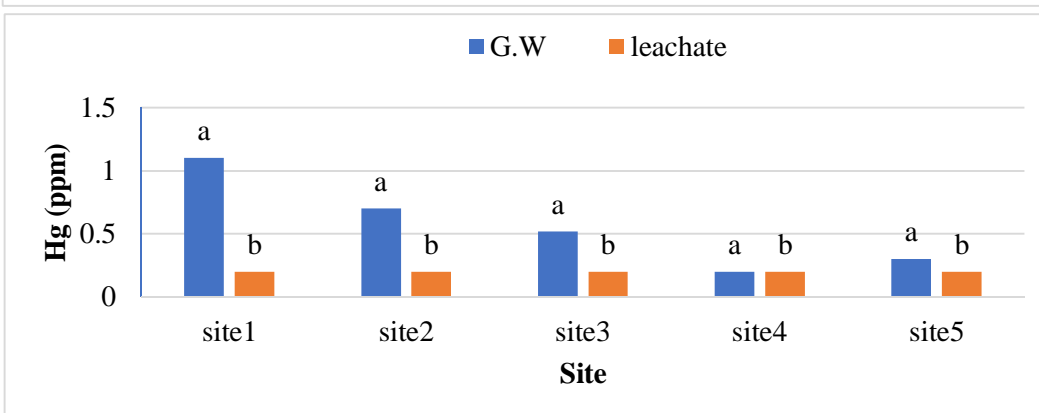 G.W leachate
1.5
1
0.5
0
Hg (ppm)
a b a b a b a b a b
site1 site2 site3 site4 site5
Site